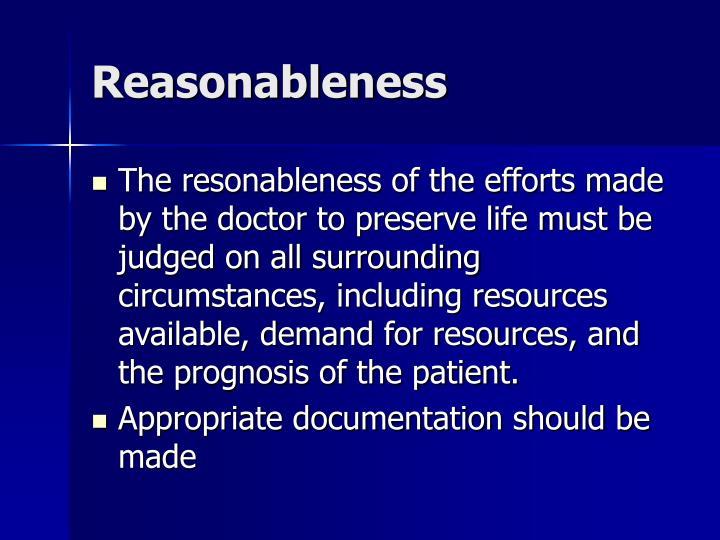 Reasonableness
The resonableness of the efforts made
by the doctor to preserve life must be
judged on all surrounding
circumstances, including resources
available, demand for resources, and
the prognosis of the patient.
Appropriate documentation should be
made